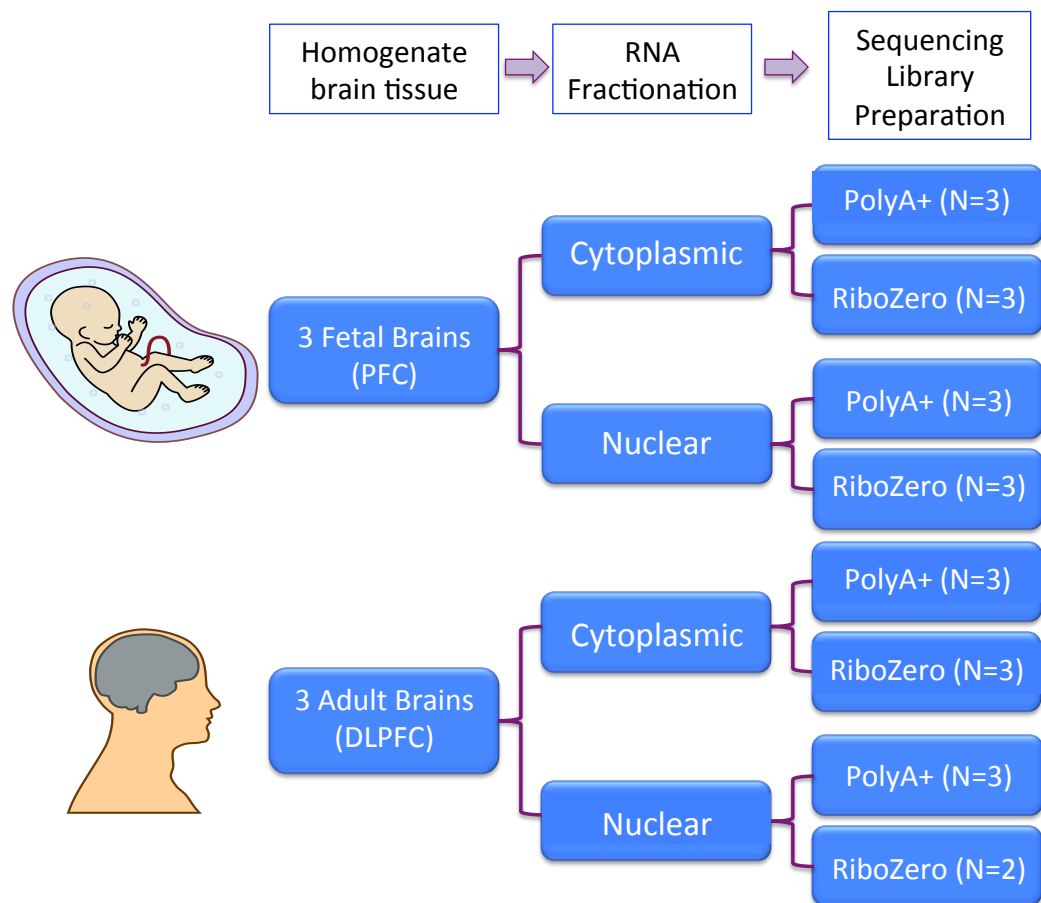 Homogenate
brain tissue
RNA
Fractionation
Sequencing
Library
Preparation
3 Fetal Brains
(PFC)
Cytoplasmic
PolyA+ (N=3)
RiboZero (N=3)
Nuclear
PolyA+ (N=3)
RiboZero (N=3)
3 Adult Brains
(DLPFC)
Cytoplasmic
PolyA+ (N=3)
RiboZero (N=3)
Nuclear
PolyA+ (N=3)
RiboZero (N=2)